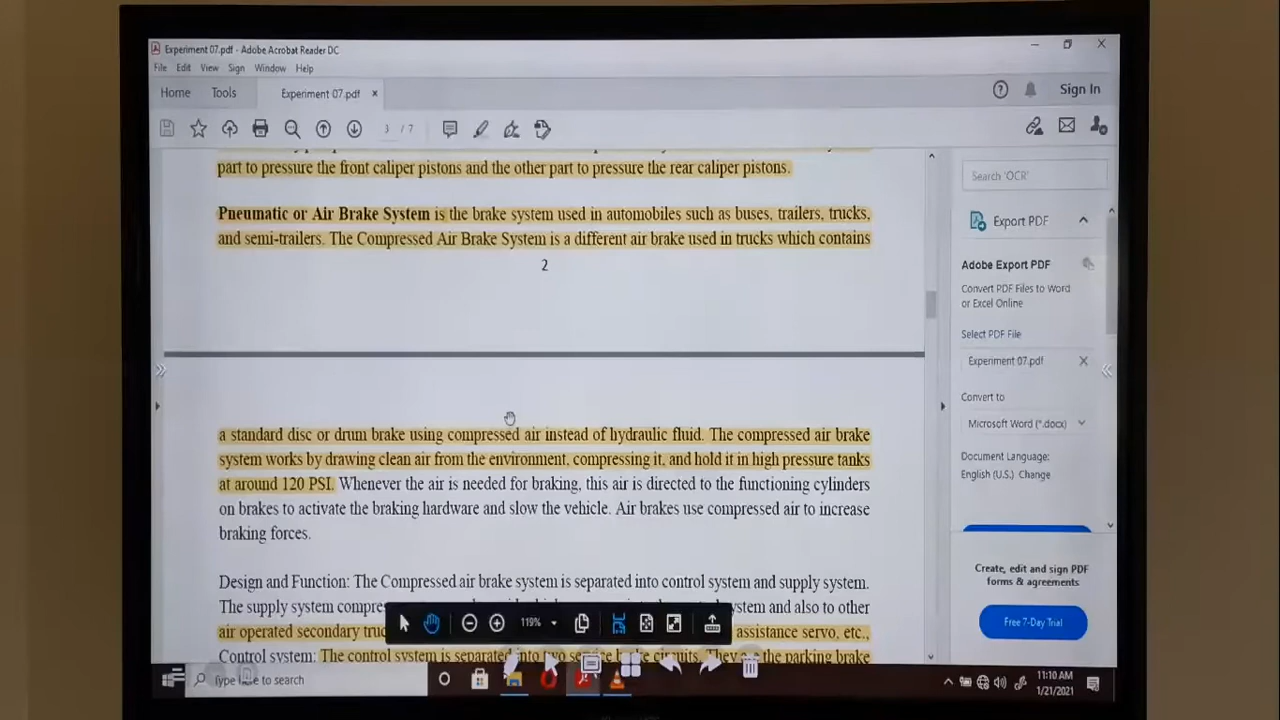 Experiment 07.pdf - Adobe Acrobat Reader DC
File Edit View Sign Window Help
Home Tools Experiment 07.pdf × Sign In
3 / 7
part to pressure the front caliper pistons and the other part to pressure the rear caliper pistons.
Pneumatic or Air Brake System is the brake system used in automobiles such as buses, trailers, trucks,
and semi-trailers. The Compressed Air Brake System is a different air brake used in trucks which contains
2
a standard disc or drum brake using compressed air instead of hydraulic fluid. The compressed air brake
system works by drawing clean air from the environment, compressing it, and hold it in high pressure tanks
at around 120 PSI. Whenever the air is needed for braking, this air is directed to the functioning cylinders
on brakes to activate the braking hardware and slow the vehicle. Air brakes use compressed air to increase
braking forces.
Design and Function: The Compressed air brake system is separated into control system and supply system.
The supply system and also to other
air operated secondary assistance servo, etc.,
Control system: The control system is separated into two service brake circuits. They are the parking brake
119%
Search 'OCR'
Export PDF
Adobe Export PDF
Convert PDF Files to Word
or Excel Online
Select PDF File
Experiment 07.pdf
Convert to
Microsoft Word (*.docx)
Document Language:
English (U.S.) Change
Create, edit and sign PDF
forms & agreements
Free 7-Day Trial
to search
11:10 AM
1/21/2021